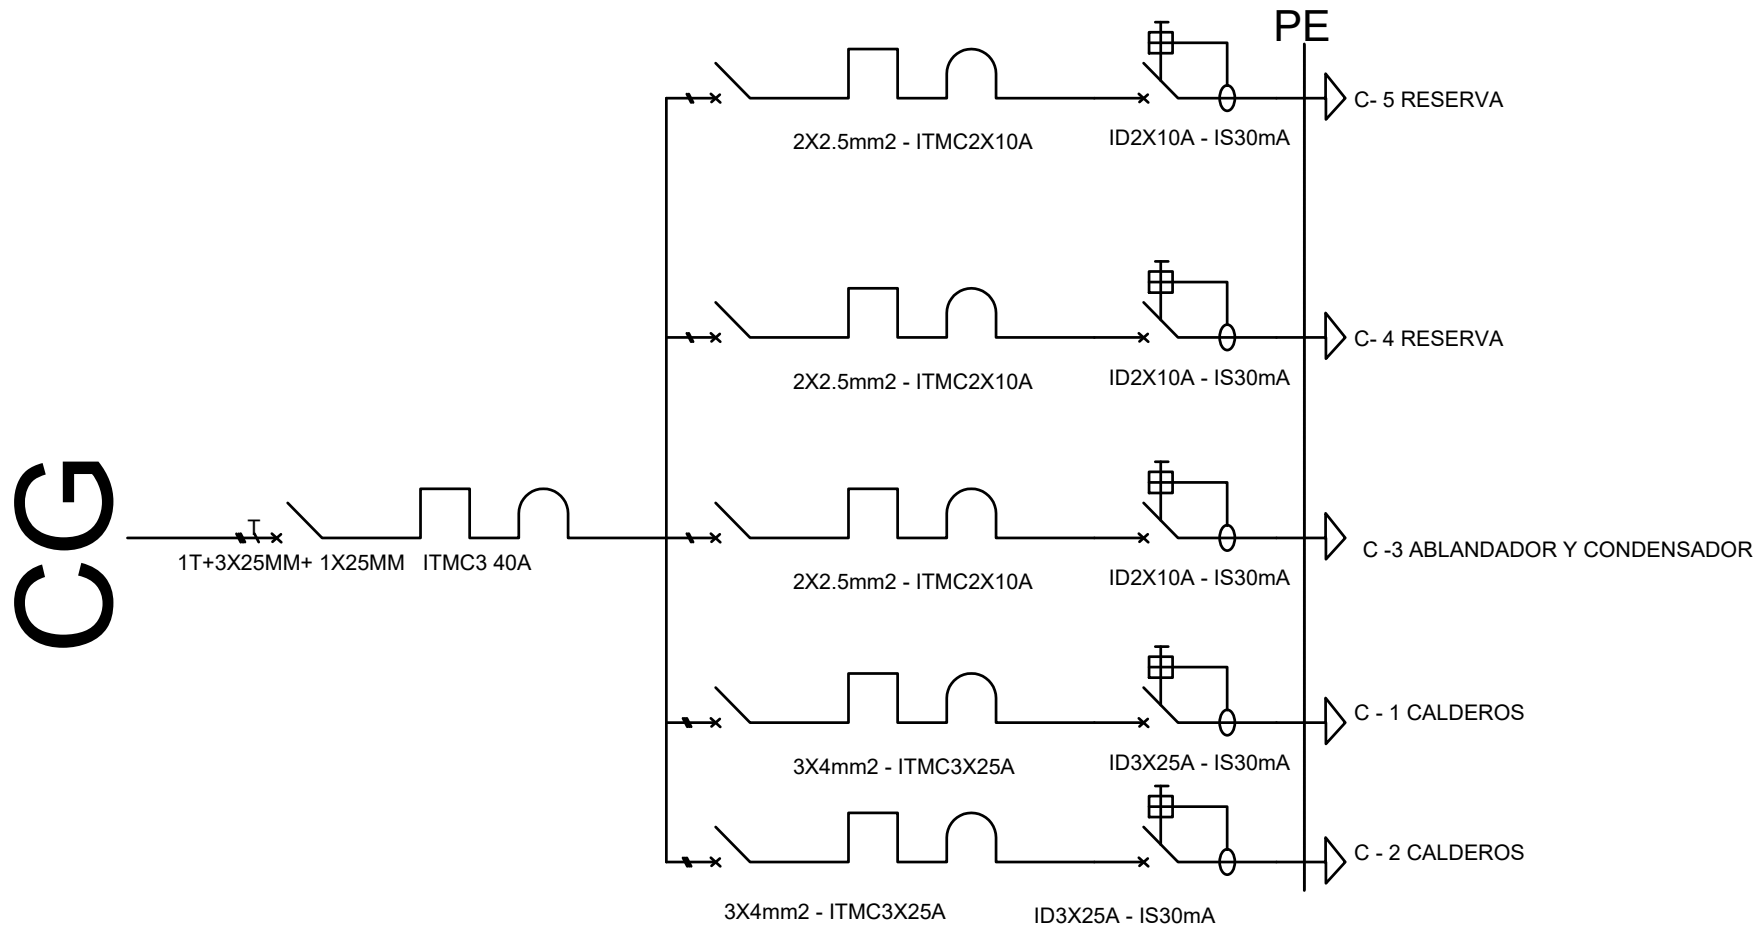 PE
C- 5 RESERVA
2X2.5mm2 - ITMC2X10A
ID2X10A - IS30mA
C- 4 RESERVA
2X2.5mm2 - ITMC2X10A
ID2X10A - IS30mA
CG
1T+3X25MM+ 1X25MM
ITMC3 40A
C -3 ABLANDADOR Y CONDENSADOR
2X2.5mm2 - ITMC2X10A
ID2X10A - IS30mA
C - 1 CALDEROS
3X4mm2 - ITMC3X25A
ID3X25A - IS30mA
C - 2 CALDEROS
3X4mm2 - ITMC3X25A
ID3X25A - IS30mA